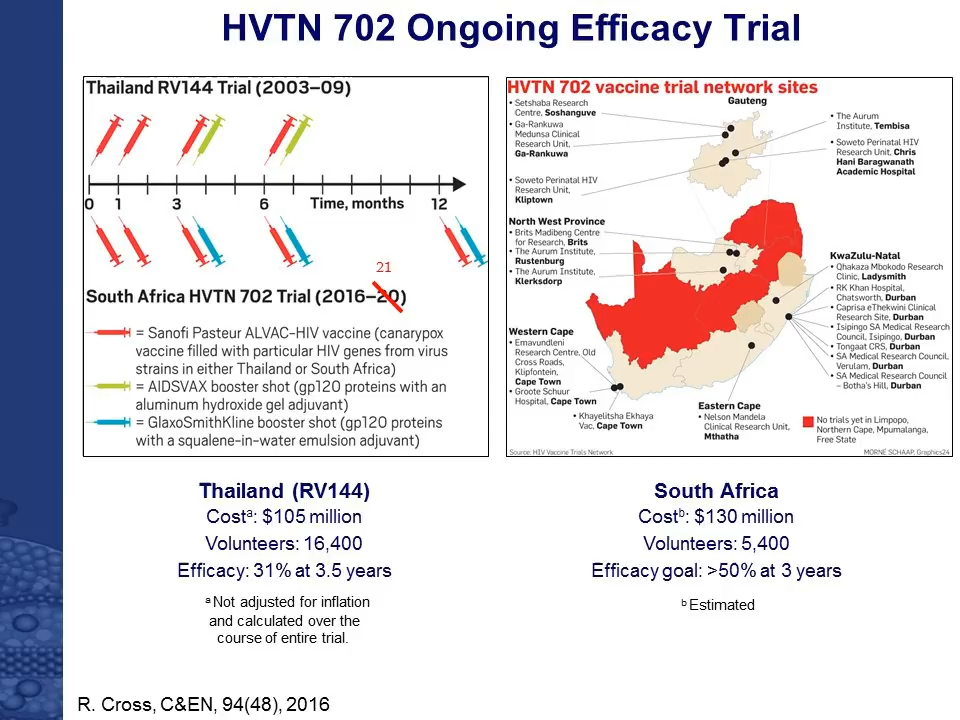 HVTN 702 Ongoing Efficacy Trial
Thailand RV144 Trial (2003–09)
0 1 3 6 Time, months 12
21
South Africa HVTN 702 Trial (2016–20)
= Sanofi Pasteur ALVAC-HIV vaccine (canarypox
vaccine filled with particular HIV genes from virus
strains in either Thailand or South Africa)
= AIDSVAX booster shot (gp120 proteins with an
aluminum hydroxide gel adjuvant)
= GlaxoSmithKline booster shot (gp120 proteins
with a squalene-in-water emulsion adjuvant)
HVTN 702 vaccine trial network sites
Gauteng
• Setshaba Research
Centre, Soshanguve
• Ga-Rankuwa
Medunsa Clinical
Research Unit,
Ga-Rankuwa
• Soweto Perinatal HIV
Research Unit,
Kliptown
• The Aurum
Institute, Tembisa
• Soweto Perinatal HIV
Research Unit, Chris
Hani Baragwanath
Academic Hospital
North West Province
• Brits Madibeng Centre
for Research, Brits
• The Aurum Institute,
Rustenburg
• The Aurum Institute,
Klerksdorp
KwaZulu-Natal
• Qhakaza Mbokodo Research
Clinic, Ladysmith
• RK Khan Hospital,
Chatsworth, Durban
• Caprisa eThekwini Clinical
Research Site, Durban
• Isipingo SA Medical Research
Council, Isipingo, Durban
• Tongaat CRS, Durban
• SA Medical Research Council,
Verulam, Durban
• SA Medical Research Council
– Botha's Hill, Durban
Western Cape
• Emavundleni
Research Centre, Old
Cross Roads,
Klipfontein,
Cape Town
• Groote Schuur
Hospital, Cape Town
• Khayelitsha Ekhaya
Vac, Cape Town
Eastern Cape
• Nelson Mandela
Clinical Research Unit,
Mthatha
No trials yet in Limpopo,
Northern Cape, Mpumalanga,
Free State
Source: HIV Vaccine Trials Network
MORNÉ SCHAAP, Graphics24
Thailand (RV144)
Costa: $105 million
Volunteers: 16,400
Efficacy: 31% at 3.5 years
a Not adjusted for inflation
and calculated over the
course of entire trial.
South Africa
Costb: $130 million
Volunteers: 5,400
Efficacy goal: >50% at 3 years
b Estimated
R. Cross, C&EN, 94(48), 2016